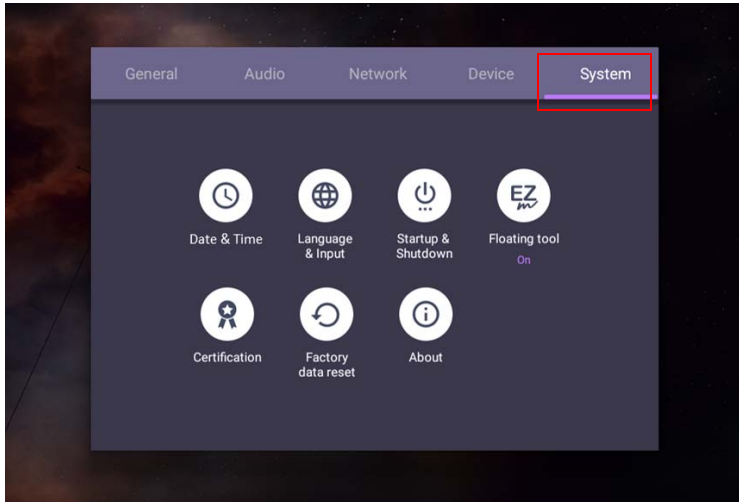 General Audio Network Device System
EZ
Date & Time Language & Input Startup & Shutdown Floating tool
On
Certification Factory data reset About